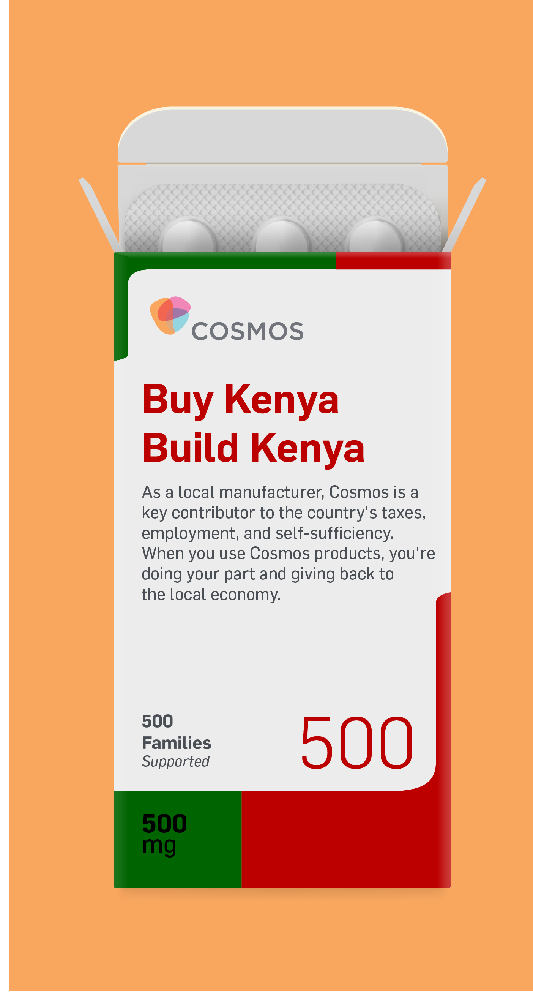 COSMOS
Buy Kenya
Build Kenya
As a local manufacturer, Cosmos is a
key contributor to the country's taxes,
employment, and self-sufficiency.
When you use Cosmos products, you're
doing your part and giving back to
the local economy.
500
Families
Supported
500
500
mg